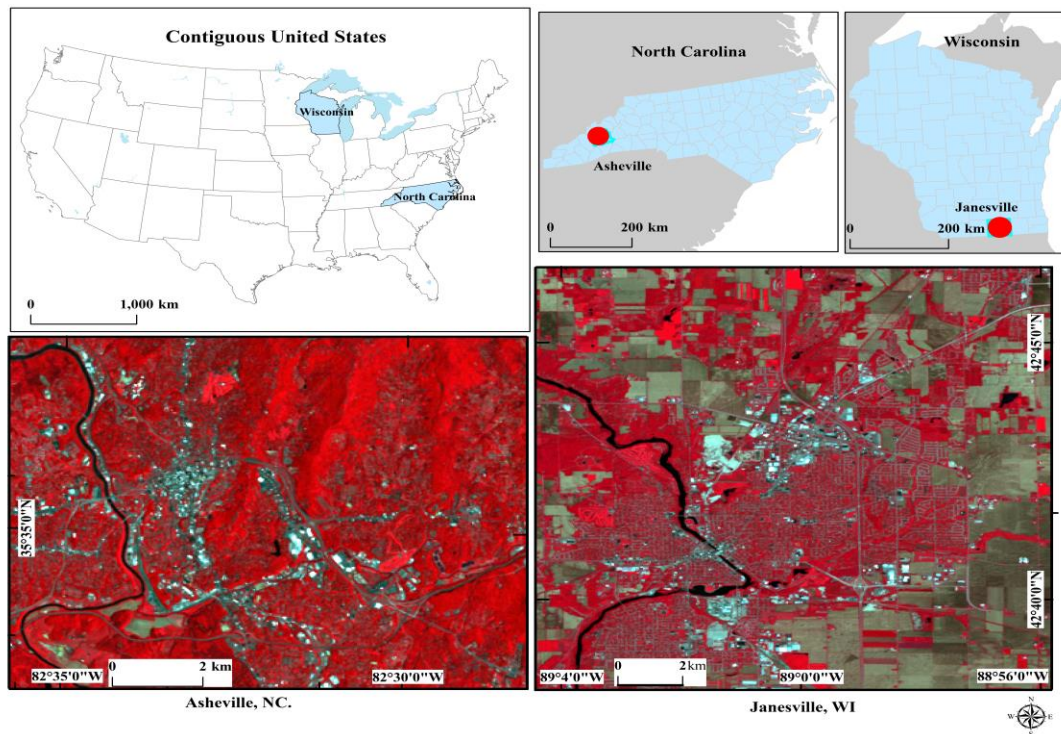 Contiguous United States
Wisconsin
North Carolina
0
1,000 km
North Carolina
Asheville
0
200 km
Wisconsin
Janesville
0
200 km
35°35'0"N
82°35'0"W
0
2 km
82°30'0"W
Asheville, NC.
42°45'0"N
42°40'0"N
89°4'0"W
0
2 km
89°0'0"W
88°56'0"W
Janesville, WI
N
W
E
S